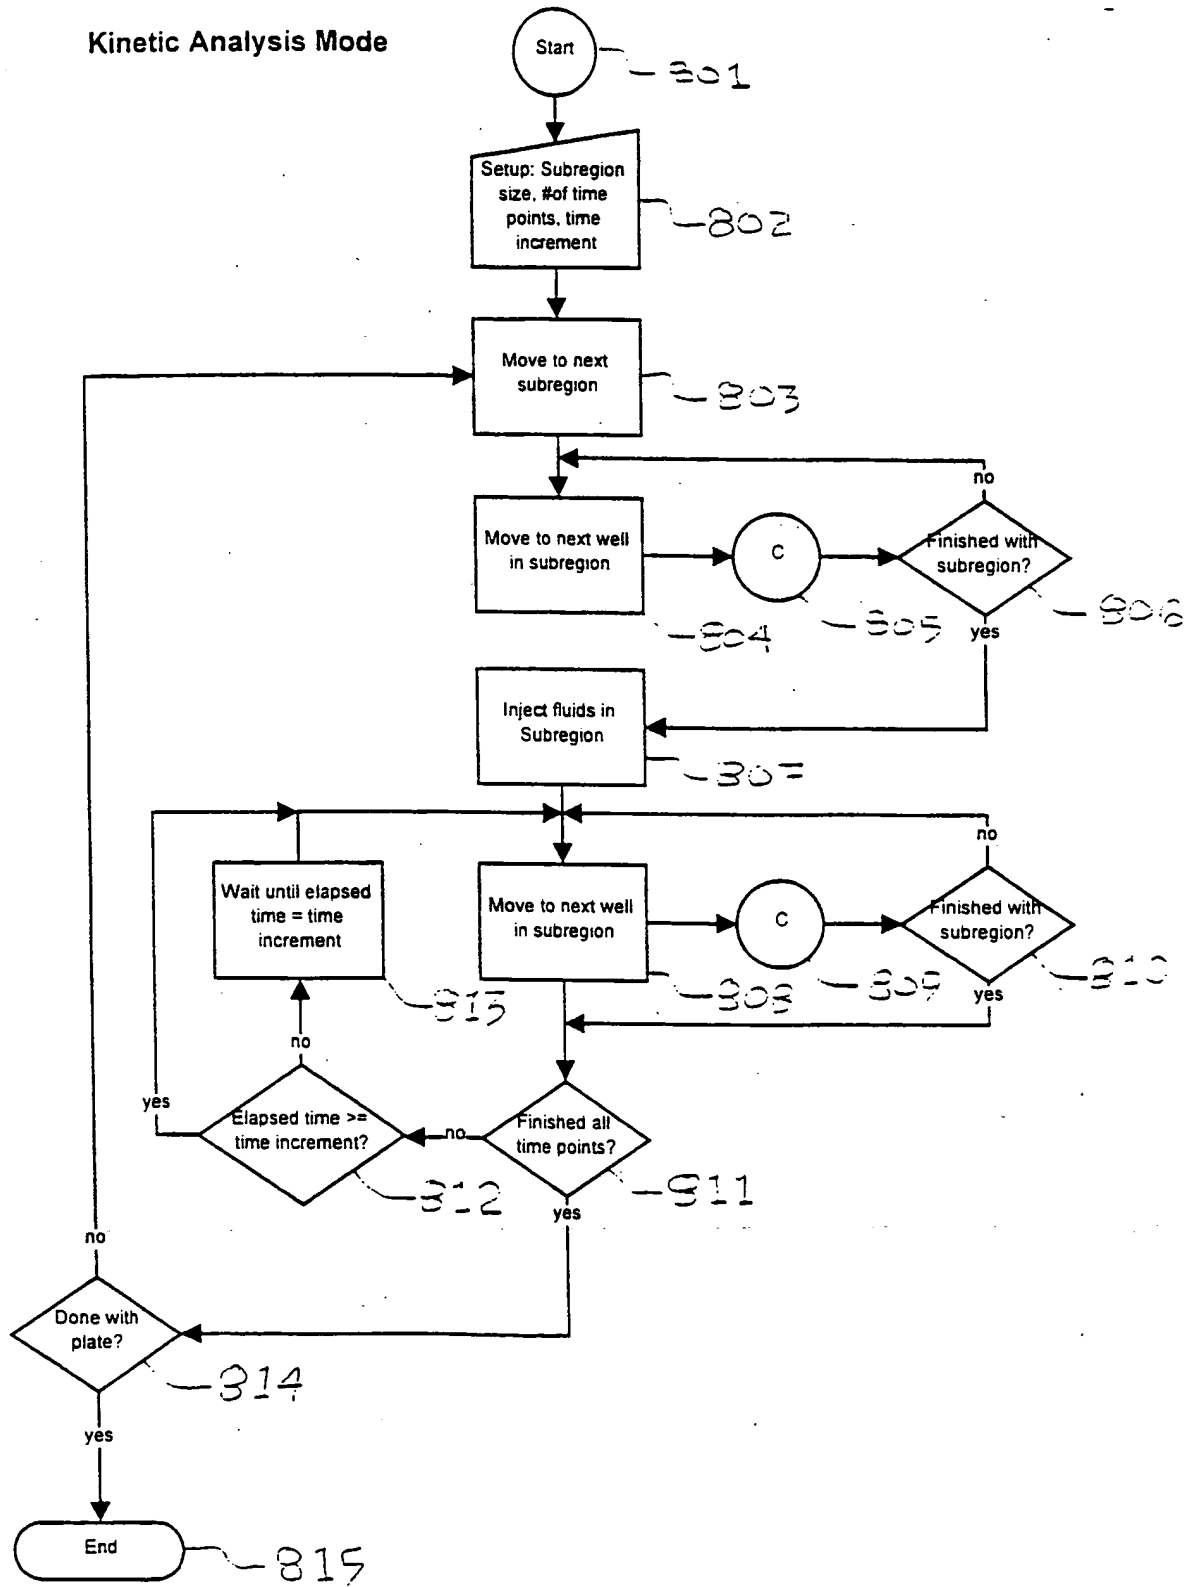 Kinetic Analysis Mode
Start
801
Setup: Subregion
size, #of time
points, time
increment
802
Move to next
subregion
803
no
Move to next well
in subregion
C
Finished with
subregion?
804
805
806
yes
Inject fluids in
Subregion
807
no
Wait until elapsed
time = time
increment
Move to next well
in subregion
C
Finished with
subregion?
813
808
809
810
yes
no
yes
Elapsed time >=
time increment?
no
Finished all
time points?
812
811
yes
no
Done with
plate?
814
yes
End
815